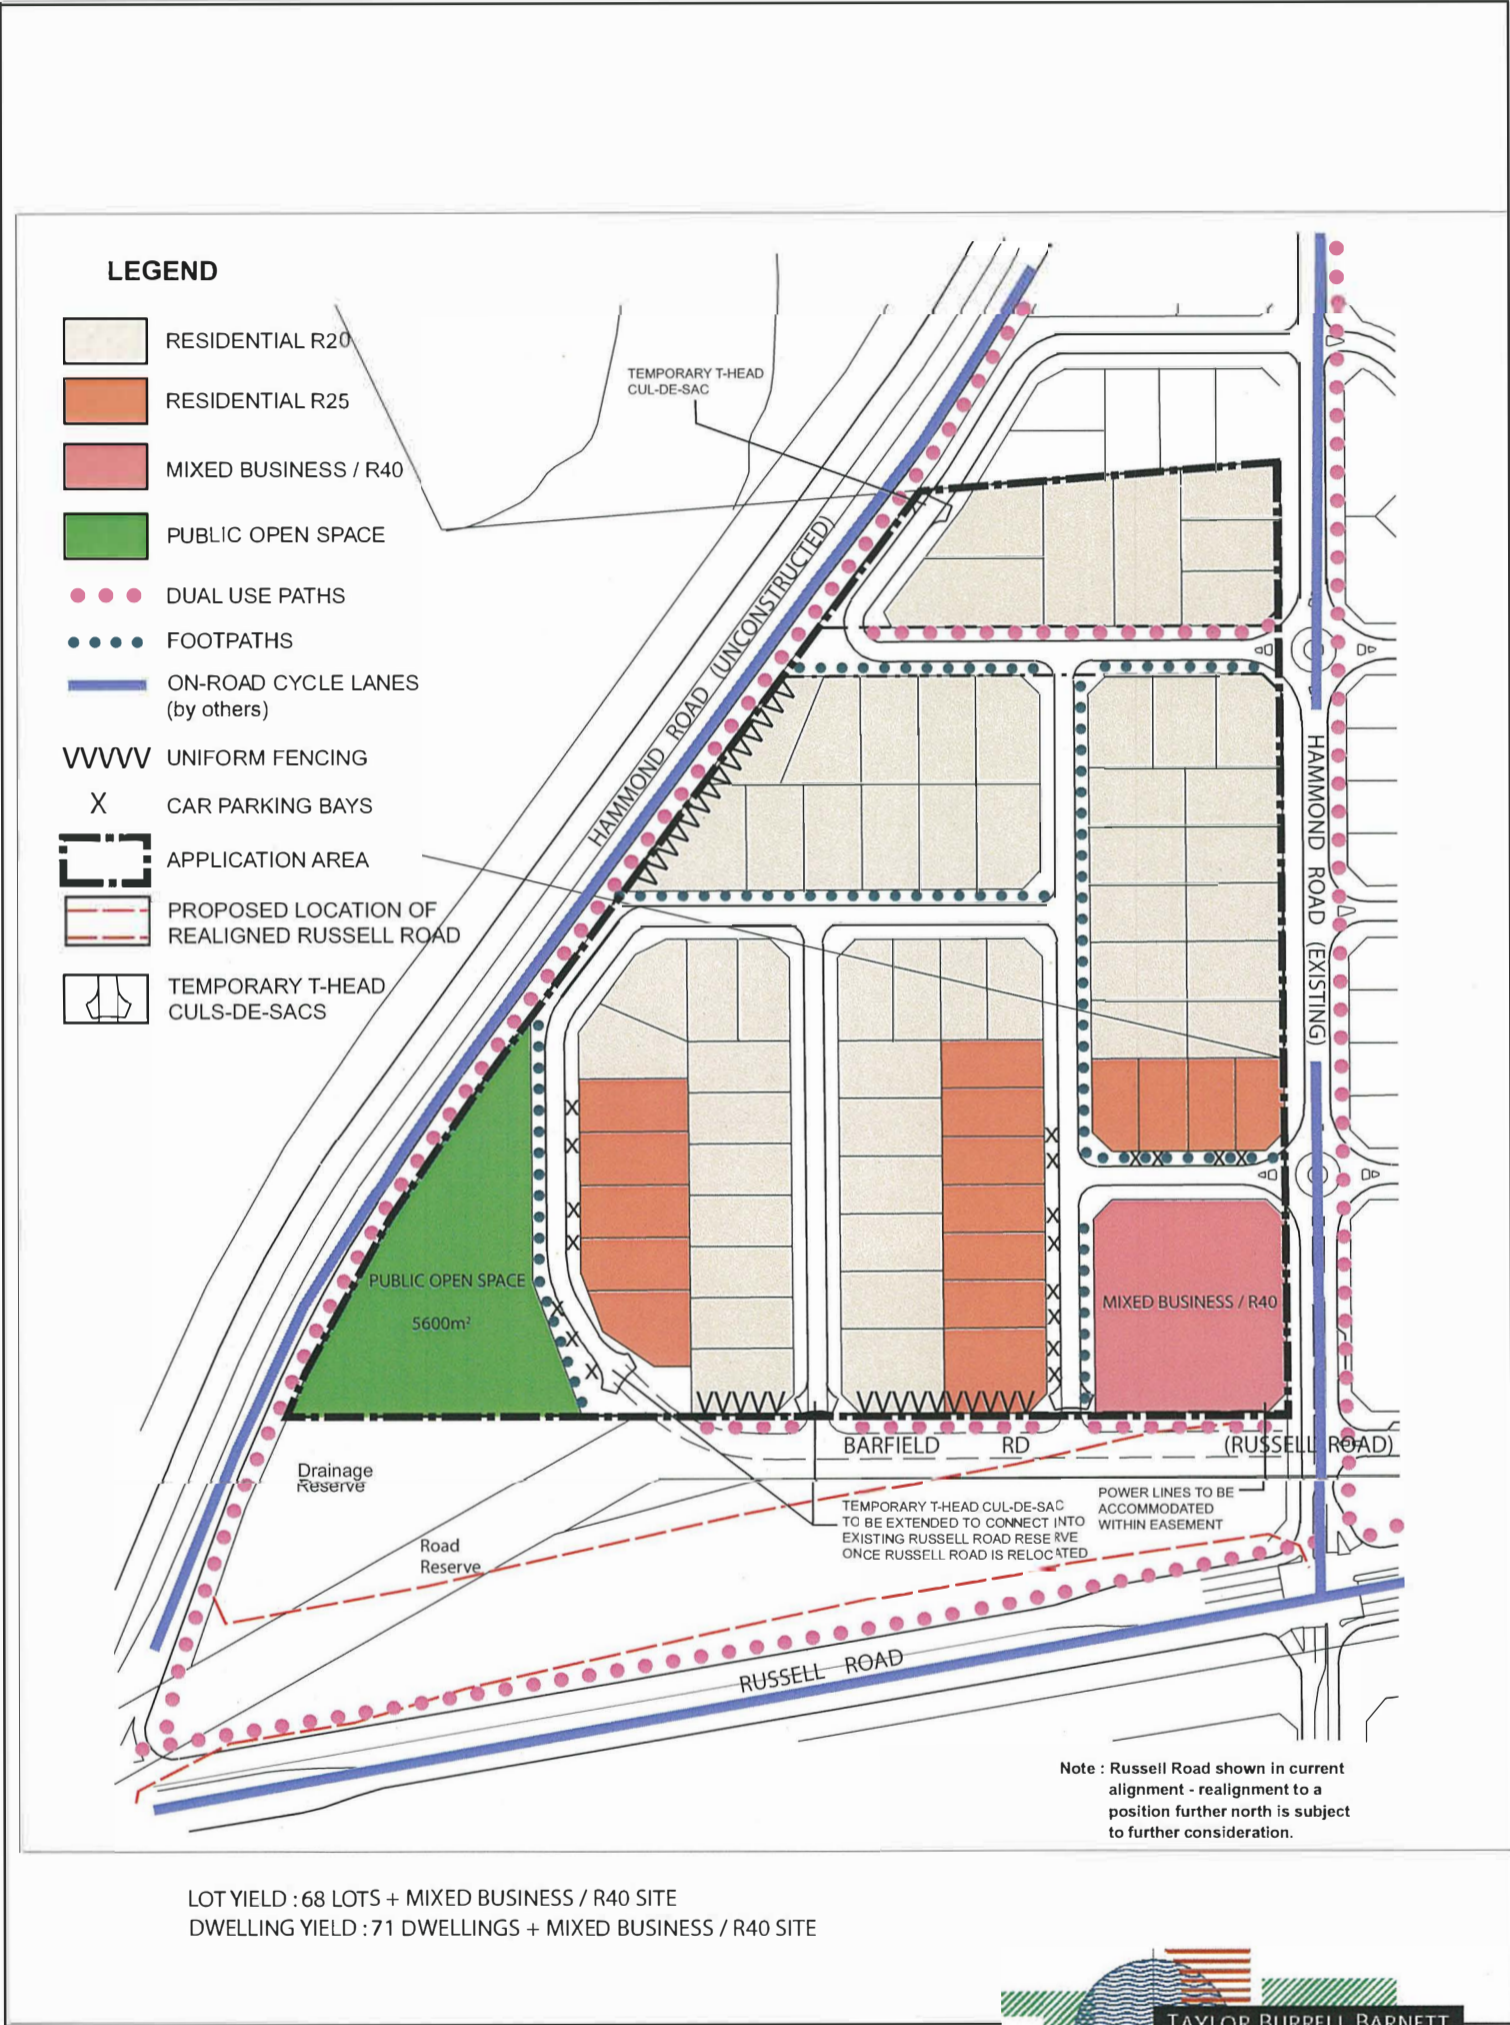 LEGEND
RESIDENTIAL R20
RESIDENTIAL R25
MIXED BUSINESS / R40
PUBLIC OPEN SPACE
DUAL USE PATHS
FOOTPATHS
ON-ROAD CYCLE LANES
(by others)
VVVVV UNIFORM FENCING
X CAR PARKING BAYS
APPLICATION AREA
PROPOSED LOCATION OF
REALIGNED RUSSELL ROAD
TEMPORARY T-HEAD
CULS-DE-SACS
TEMPORARY T-HEAD
CUL-DE-SAC
HAMMOND ROAD (UNCONSTRUCTED)
HAMMOND ROAD (EXISTING)
PUBLIC OPEN SPACE
5600m²
MIXED BUSINESS / R40
BARFIELD RD
(RUSSELL ROAD)
Drainage
Reserve
Road
Reserve
TEMPORARY T-HEAD CUL-DE-SAC
TO BE EXTENDED TO CONNECT INTO
EXISTING RUSSELL ROAD RESERVE
ONCE RUSSELL ROAD IS RELOCATED
POWER LINES TO BE
ACCOMMODATED
WITHIN EASEMENT
RUSSELL ROAD
Note : Russell Road shown in current
alignment - realignment to a
position further north is subject
to further consideration.
LOT YIELD : 68 LOTS + MIXED BUSINESS / R40 SITE
DWELLING YIELD : 71 DWELLINGS + MIXED BUSINESS / R40 SITE
TAYLOR BURRELL BARNETT